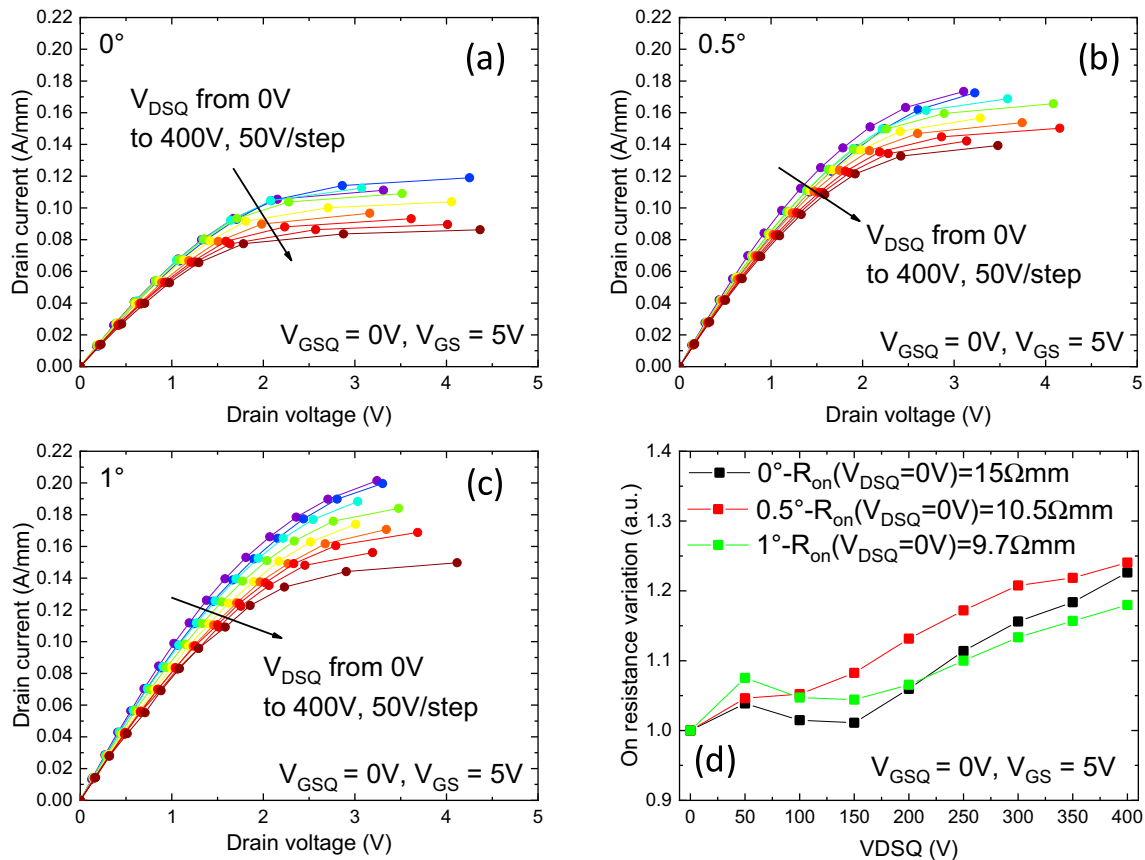 0°
(a)
V_DSQ from 0V
to 400V, 50V/step
V_GSQ = 0V, V_GS = 5V
Drain current (A/mm)
0.22
0.20
0.18
0.16
0.14
0.12
0.10
0.08
0.06
0.04
0.02
0.00
0 1 2 3 4 5
Drain voltage (V)
0.5°
(b)
V_DSQ from 0V
to 400V, 50V/step
V_GSQ = 0V, V_GS = 5V
Drain current (A/mm)
0.22
0.20
0.18
0.16
0.14
0.12
0.10
0.08
0.06
0.04
0.02
0.00
0 1 2 3 4 5
Drain voltage (V)
1°
(c)
V_DSQ from 0V
to 400V, 50V/step
V_GSQ = 0V, V_GS = 5V
Drain current (A/mm)
0.22
0.20
0.18
0.16
0.14
0.12
0.10
0.08
0.06
0.04
0.02
0.00
0 1 2 3 4 5
Drain voltage (V)
0°-R_on(V_DSQ=0V)=15Ωmm
0.5°-R_on(V_DSQ=0V)=10.5Ωmm
1°-R_on(V_DSQ=0V)=9.7Ωmm
(d)
V_GSQ = 0V, V_GS = 5V
On resistance variation (a.u.)
1.4
1.3
1.2
1.1
1.0
0.9
0 50 100 150 200 250 300 350 400
VDSQ (V)